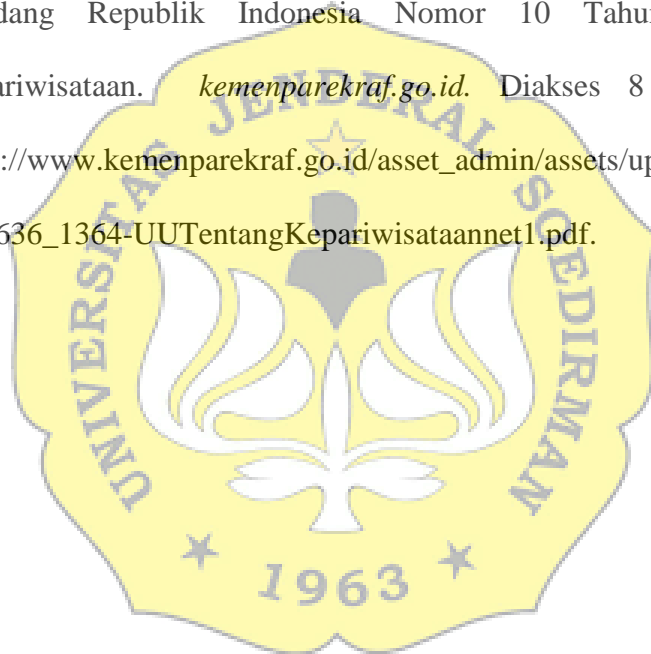 dang Republik Indonesia Nomor 10 Tahu
ariwisataan. kemenparekraf.go.id. Diakses 8
://www.kemenparekraf.go.id/asset_admin/assets/up
636_1364-UUTentangKepariwisataannet1.pdf.
UNIVERSITAS JENDERAL SOEDIRMAN
1963